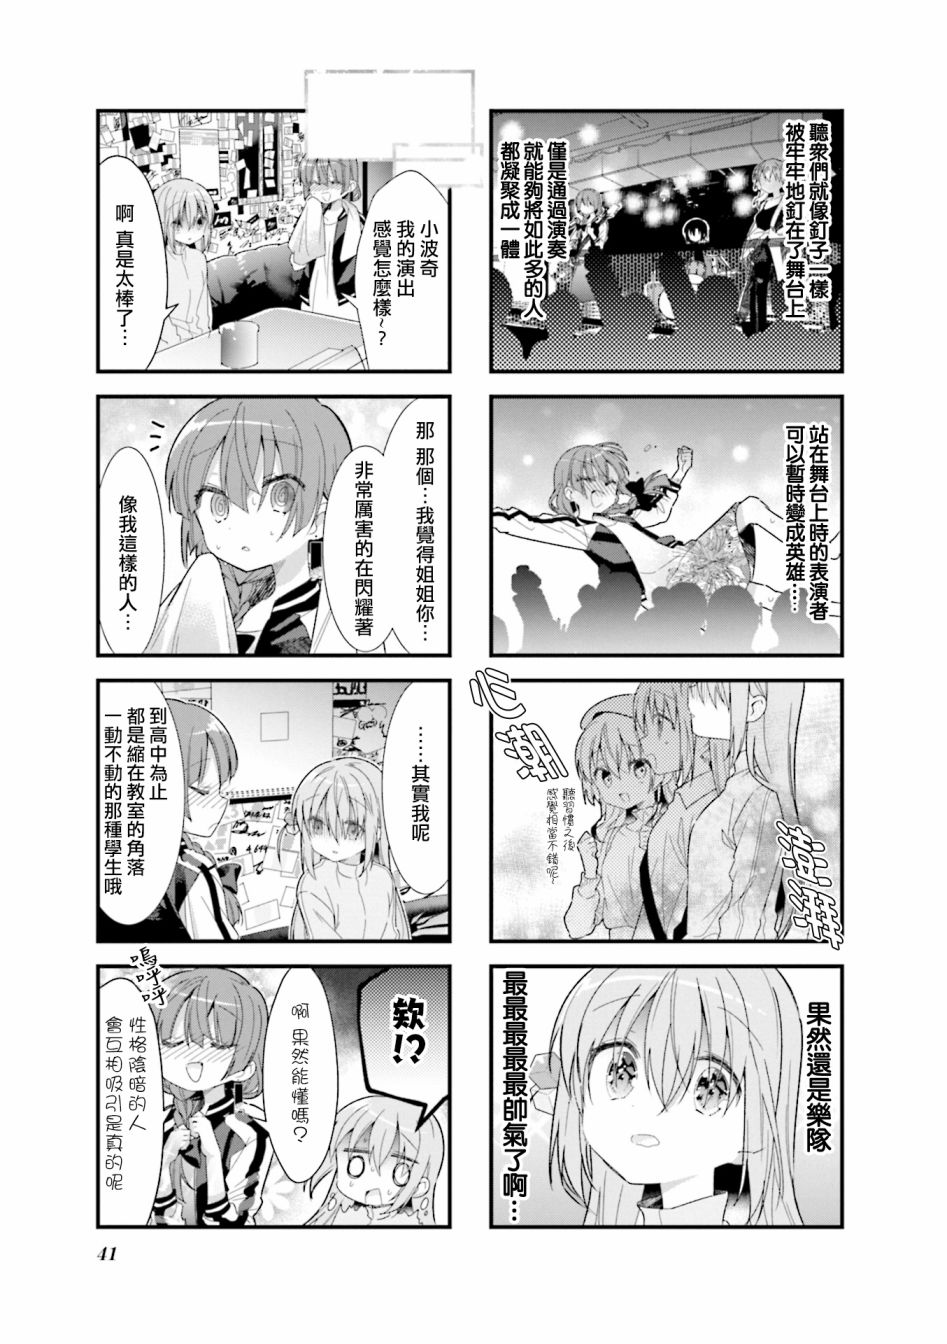 聽衆們就像釘子一樣
被牢牢地釘在了舞台上
僅是通過演奏
就能夠將如此多的人
都凝聚成一體
站在舞台上時的表演者
可以暫時變成英雄……
心潮
澎湃
聽習慣之後
感覺相當不錯呢~
果然還是樂隊
最最最最最帥氣了啊…
小波奇
我的演出
感覺怎麼樣~?
啊 真是太棒了…
那 那個…我覺得姐姐你…
非常厲害的在閃耀著
像我這樣的人…
……其實我呢
到高中為止
都是縮在教室的角落
一動不動的那種學生哦
欸!?
啊 果然能懂嗎?
嗚呼呼
性格陰暗的人
會互相吸引是真的呢
41